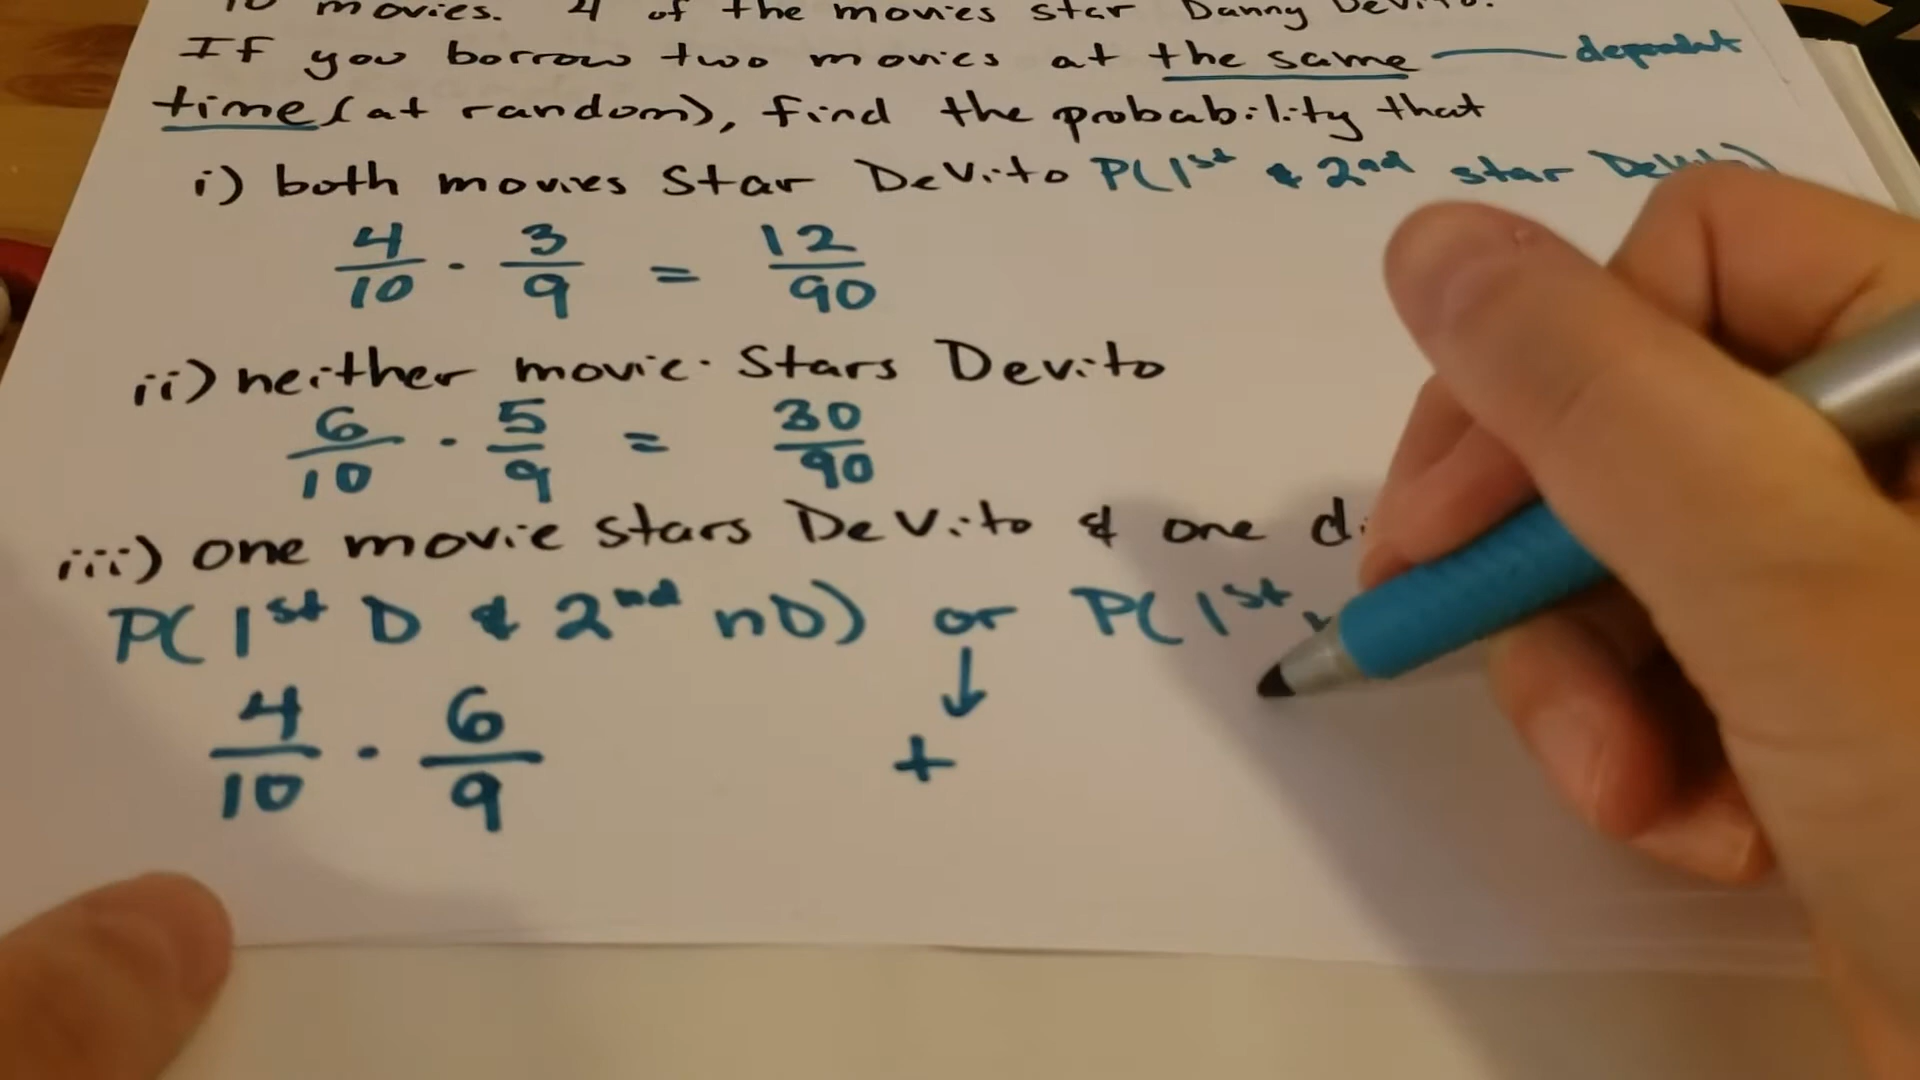 10 movies. 4 of the movies star Danny DeVito.
If you borrow two movies at the same dependent
time (at random), find the probability that
i) both movies star DeVito P(1st & 2nd star DeVito)
4/10 · 3/9 = 12/90
ii) neither movie stars Devito
6/10 · 5/9 = 30/90
iii) one movie stars DeVito & one
P(1st D & 2nd nD) or P(1st
↓
4/10 · 6/9 +